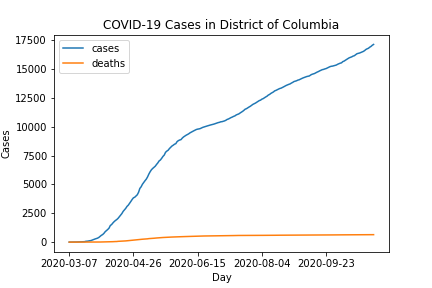 COVID-19 Cases in District of Columbia
cases
deaths
17500
15000
12500
10000
7500
5000
2500
0
Cases
2020-03-07 2020-04-26 2020-06-15 2020-08-04 2020-09-23
Day